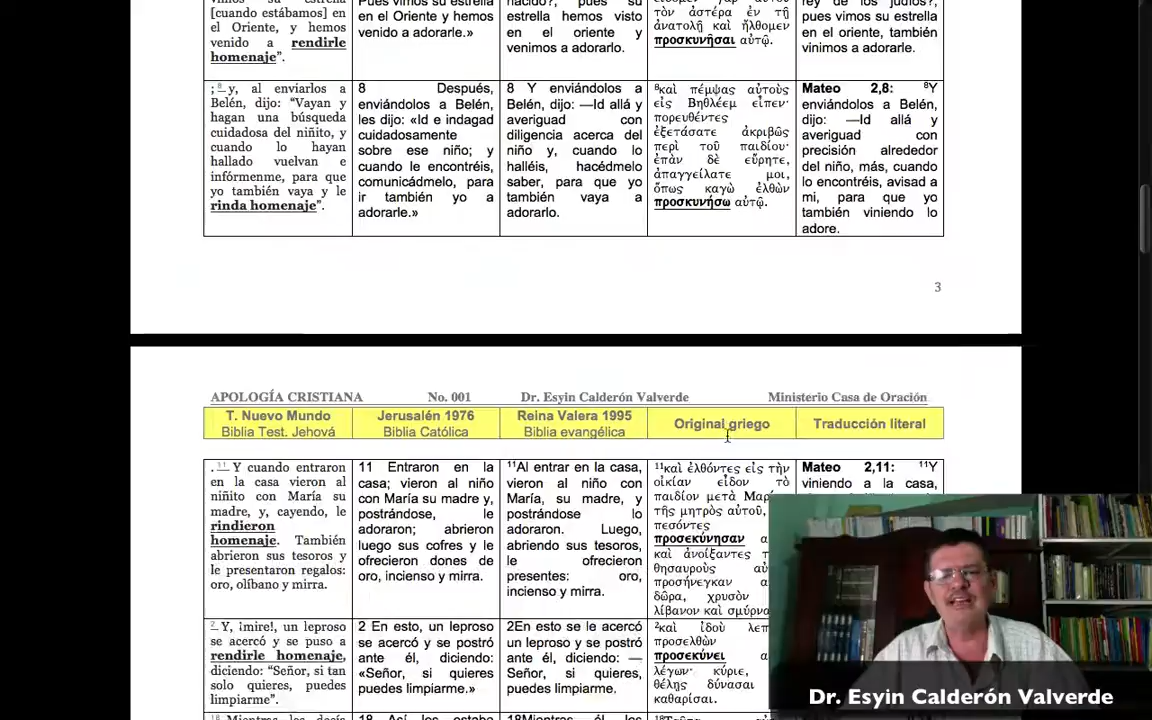 [cuando estábamos] en
el Oriente, y hemos
venido a rendirle
homenaje”.
Pues vimos su estrella
en el Oriente y hemos
venido a adorarle.»
nacido?, pues su
estrella hemos visto
en el oriente y
venimos a adorarlo.
τὸν ἀστέρα ἐν τῇ
ἀνατολῇ καὶ ἤλθομεν
προσκυνῆσαι αὐτῷ.
rey de los judíos?,
pues vimos su estrella
en el oriente, también
vinimos a adorarle.
; 8 y, al enviarlos a
Belén, dijo: “Vayan y
hagan una búsqueda
cuidadosa del niñito, y
cuando lo hayan
hallado vuelvan e
infórmenme, para que
yo también vaya y le
rinda homenaje”.
8 Después,
enviándolos a Belén,
les dijo: «Id e indagad
cuidadosamente
sobre ese niño; y
cuando le encontréis,
comunicádmelo, para
ir también yo a
adorarle.»
8 Y enviándolos a
Belén, dijo: —Id allá y
averiguad con
diligencia acerca del
niño y, cuando lo
halléis, hacédmelo
saber, para que yo
también vaya a
adorarlo.
⁸καὶ πέμψας αὐτοὺς
εἰς Βηθλέεμ εἶπεν·
πορευθέντες
ἐξετάσατε ἀκριβῶς
περὶ τοῦ παιδίου·
ἐπὰν δὲ εὕρητε,
ἀπαγγείλατε μοι,
ὅπως καγὼ ἐλθὼν
προσκυνήσω αὐτῷ.
Mateo 2,8: ⁸Y
enviándolos a Belén,
dijo: —Id allá y
averiguad con
precisión alrededor
del niño, más, cuando
lo encontréis, avisad a
mi, para que yo
también viniendo lo
adore.
3
APOLOGÍA CRISTIANA No. 001 Dr. Esyin Calderón Valverde Ministerio Casa de Oración
T. Nuevo Mundo
Biblia Test. Jehová
Jerusalén 1976
Biblia Católica
Reina Valera 1995
Biblia evangélica
Original griego
Traducción literal
. 11 Y cuando entraron
en la casa vieron al
niñito con María su
madre, y, cayendo, le
rindieron
homenaje. También
abrieron sus tesoros y
le presentaron regalos:
oro, olíbano y mirra.
11 Entraron en la
casa; vieron al niño
con María su madre y,
postrándose, le
adoraron; abrieron
luego sus cofres y le
ofrecieron dones de
oro, incienso y mirra.
¹¹Al entrar en la casa,
vieron al niño con
María, su madre, y
postrándose lo
adoraron. Luego,
abriendo sus tesoros,
le ofrecieron
presentes: oro,
incienso y mirra.
¹¹καὶ ἐλθόντες εἰς τὴν
οἰκίαν εἶδον τὸ
παιδίον μετὰ
τῆς μητρὸς αὐτοῦ,
πεσόντες
προσεκύνησαν
καὶ ἀνοίξαντες
θησαυροὺς
προσήνεγκαν
δῶρα, χρυσὸν
λίβανον καὶ σμύρνα
Mateo 2,11: ¹¹Y
viniendo a la casa,
2 Y, ¡mire!, un leproso
se acercó y se puso a
rendirle homenaje,
diciendo: “Señor, si tan
solo quieres, puedes
limpiarme”.
2 En esto, un leproso
se acercó y se postró
ante él, diciendo:
«Señor, si quieres
puedes limpiarme.»
2En esto se le acercó
un leproso y se postró
ante él, diciendo: —
Señor, si quieres,
puedes limpiarme.
²καὶ ἰδοὺ
προσελθὼν
προσεκύνει
λέγων· κύριε,
θέλῃς δύνασαι
καθαρίσαι.
Dr. Esyin Calderón Valverde